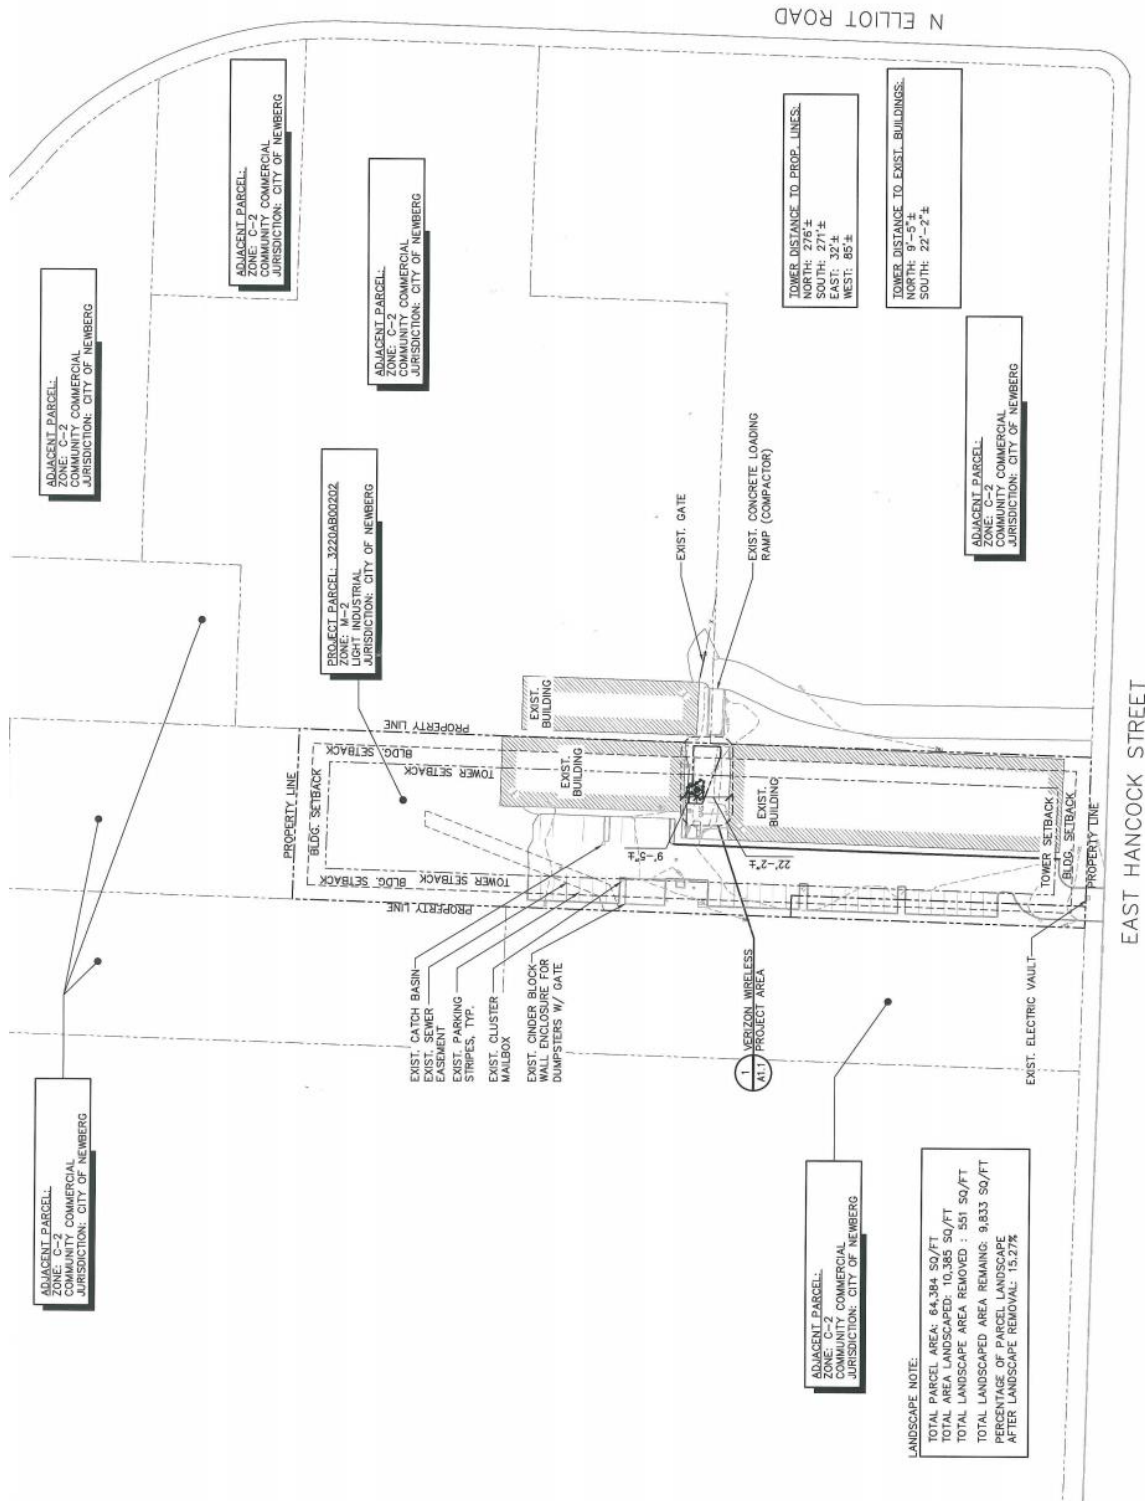 N ELLIOT ROAD
ADJACENT PARCEL:
ZONE: C-2
COMMUNITY COMMERCIAL
JURISDICTION: CITY OF NEWBERG
ADJACENT PARCEL:
ZONE: C-2
COMMUNITY COMMERCIAL
JURISDICTION: CITY OF NEWBERG
ADJACENT PARCEL:
ZONE: C-2
COMMUNITY COMMERCIAL
JURISDICTION: CITY OF NEWBERG
TOWER DISTANCE TO PROP. LINES:
NORTH: 276'±
SOUTH: 271'±
EAST: 32'±
WEST: 85'±
TOWER DISTANCE TO EXIST. BUILDINGS:
NORTH: 9'-5"±
SOUTH: 22'-2"±
ADJACENT PARCEL:
ZONE: C-2
COMMUNITY COMMERCIAL
JURISDICTION: CITY OF NEWBERG
PROJECT PARCEL: 3220AB00202
ZONE: M-2
LIGHT INDUSTRIAL
JURISDICTION: CITY OF NEWBERG
EXIST. GATE
EXIST. CONCRETE LOADING
RAMP (COMPACTOR)
EXIST.
BUILDING
PROPERTY LINE
BLDG. SETBACK
TOWER SETBACK
EXIST.
BUILDING
EXIST.
BUILDING
PROPERTY LINE
BLDG. SETBACK
TOWER SETBACK
BLDG. SETBACK
PROPERTY LINE
9'-5"±
22'-2"±
TOWER SETBACK
BLDG. SETBACK
PROPERTY LINE
EAST HANCOCK STREET
EXIST. CATCH BASIN
EXIST. SEWER
EASEMENT
EXIST. PARKING
STRIPES, TYP.
EXIST. CLUSTER
MAILBOX
EXIST. CINDER BLOCK
WALL ENCLOSURE FOR
DUMPSTERS W/ GATE
1
A1.1
VERIZON WIRELESS
PROJECT AREA
EXIST. ELECTRIC VAULT
ADJACENT PARCEL:
ZONE: C-2
COMMUNITY COMMERCIAL
JURISDICTION: CITY OF NEWBERG
ADJACENT PARCEL:
ZONE: C-2
COMMUNITY COMMERCIAL
JURISDICTION: CITY OF NEWBERG
LANDSCAPE NOTE:
TOTAL PARCEL AREA: 64,384 SQ/FT
TOTAL AREA LANDSCAPED: 10,385 SQ/FT
TOTAL LANDSCAPE AREA REMOVED : 551 SQ/FT
TOTAL LANDSCAPED AREA REMAING: 9,833 SQ/FT
PERCENTAGE OF PARCEL LANDSCAPE
AFTER LANDSCAPE REMOVAL: 15.27%